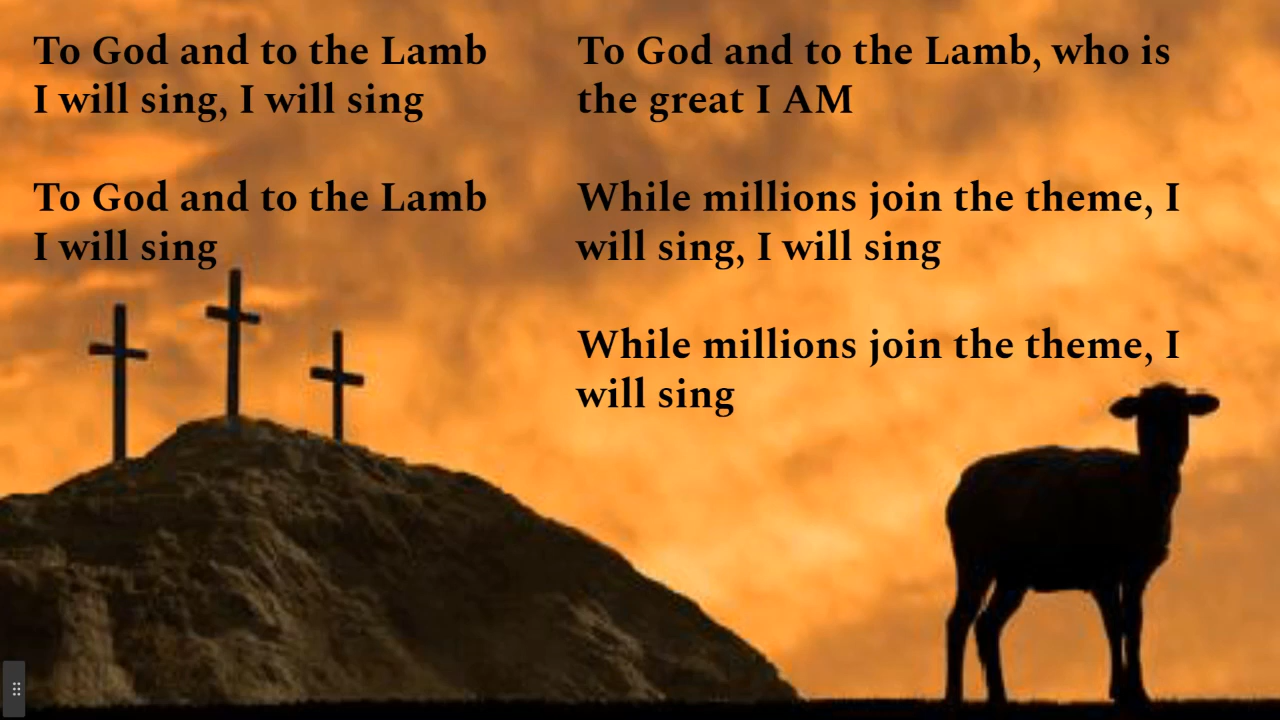 To God and to the Lamb
I will sing, I will sing
To God and to the Lamb
I will sing
To God and to the Lamb, who is
the great I AM
While millions join the theme, I
will sing, I will sing
While millions join the theme, I
will sing